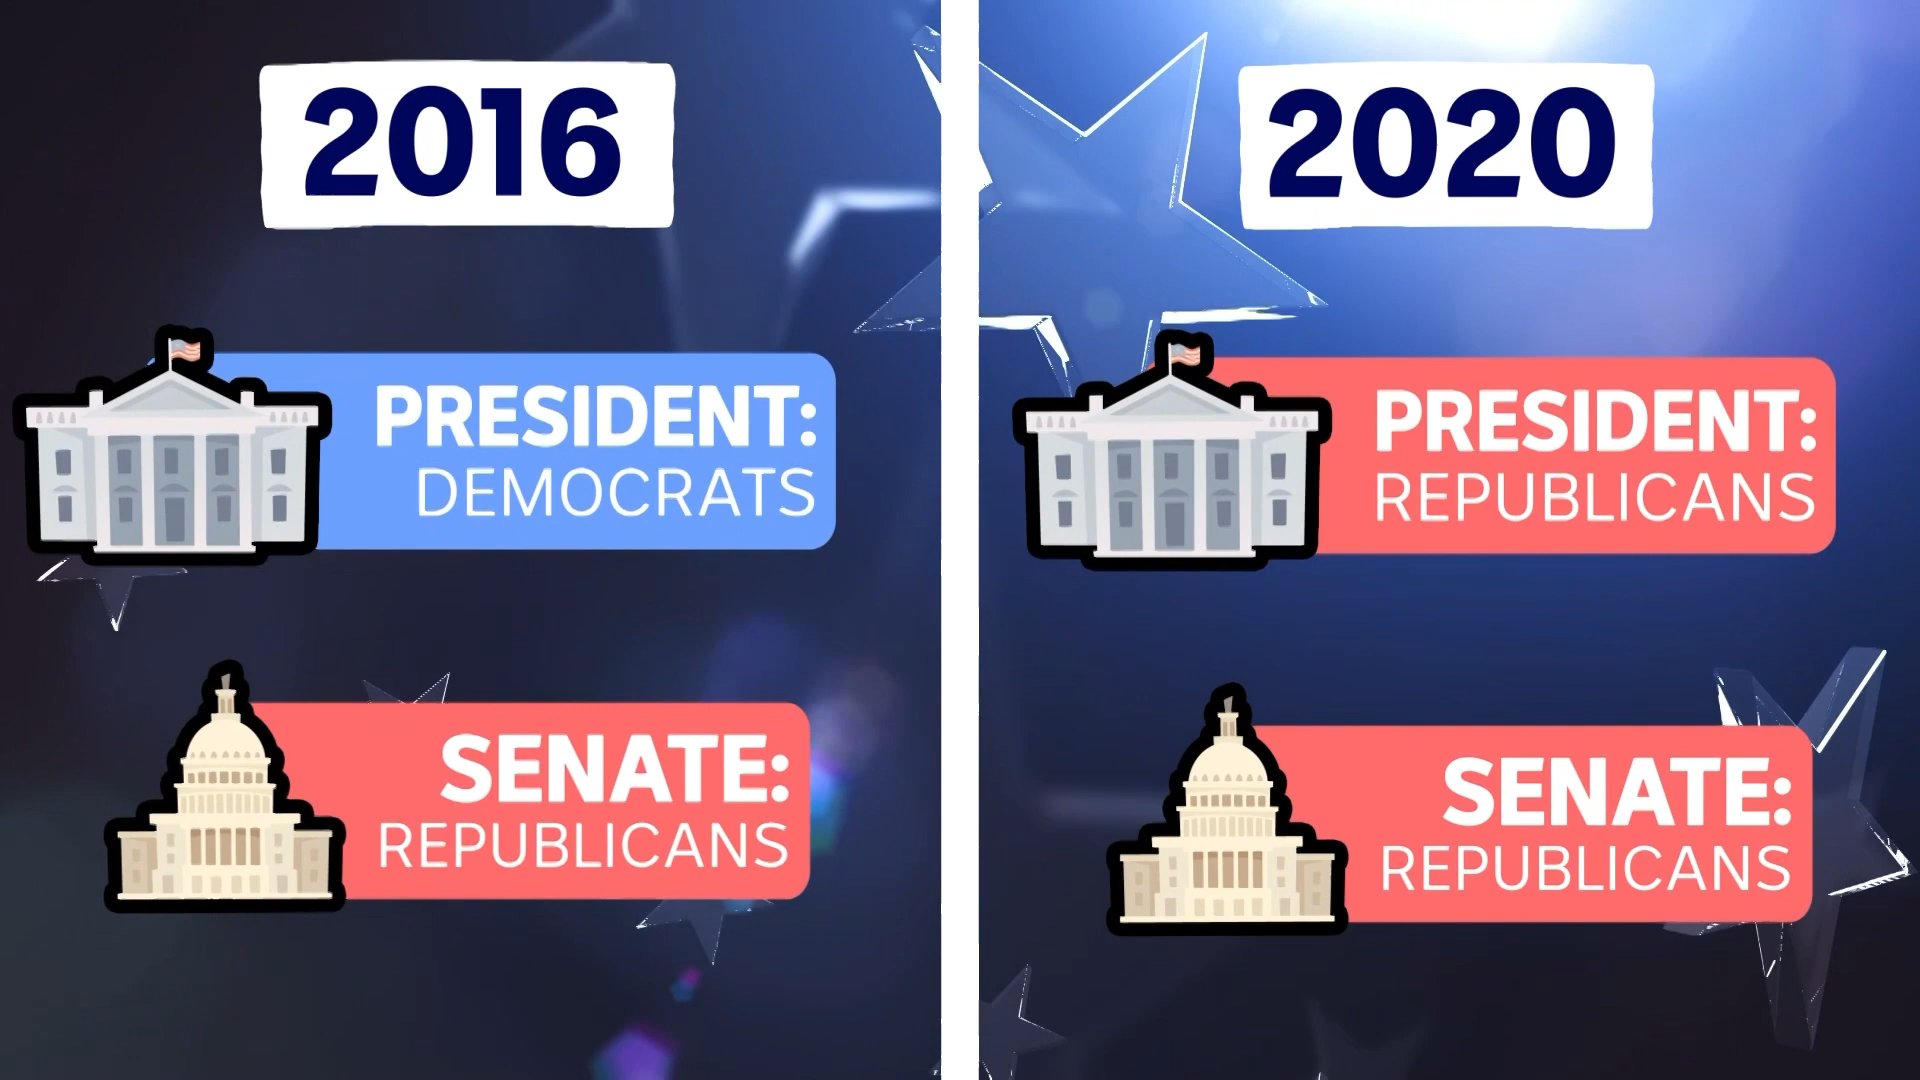 2016
PRESIDENT:
DEMOCRATS
SENATE:
REPUBLICANS
2020
PRESIDENT:
REPUBLICANS
SENATE:
REPUBLICANS